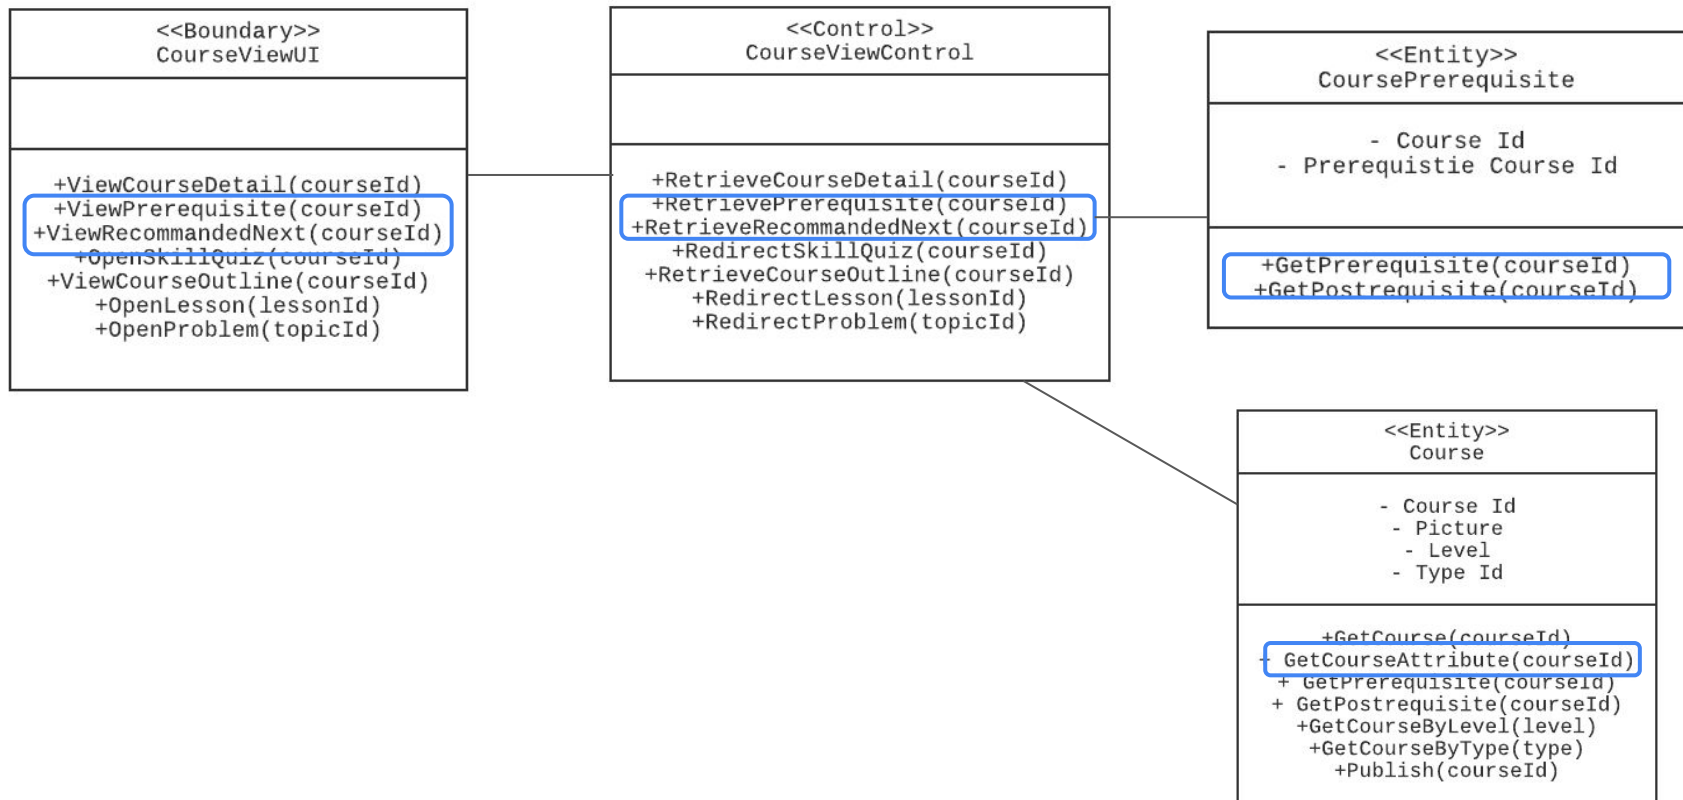 <<Boundary>>
CourseViewUI
+ViewCourseDetail(courseId)
+ViewPrerequisite(courseId)
+ViewRecommandedNext(courseId)
+OpenSkillQuiz(courseId)
+ViewCourseOutline(courseId)
+OpenLesson(lessonId)
+OpenProblem(topicId)
<<Control>>
CourseViewControl
+RetrieveCourseDetail(courseId)
+RetrievePrerequisite(courseId)
+RetrieveRecommandedNext(courseId)
+RedirectSkillQuiz(courseId)
+RetrieveCourseOutline(courseId)
+RedirectLesson(lessonId)
+RedirectProblem(topicId)
<<Entity>>
CoursePrerequisite
- Course Id
- Prerequistie Course Id
+GetPrerequisite(courseId)
+GetPostrequisite(courseId)
<<Entity>>
Course
- Course Id
- Picture
- Level
- Type Id
+GetCourse(courseId)
+ GetCourseAttribute(courseId)
+ GetPrerequisite(courseId)
+ GetPostrequisite(courseId)
+GetCourseByLevel(level)
+GetCourseByType(type)
+Publish(courseId)